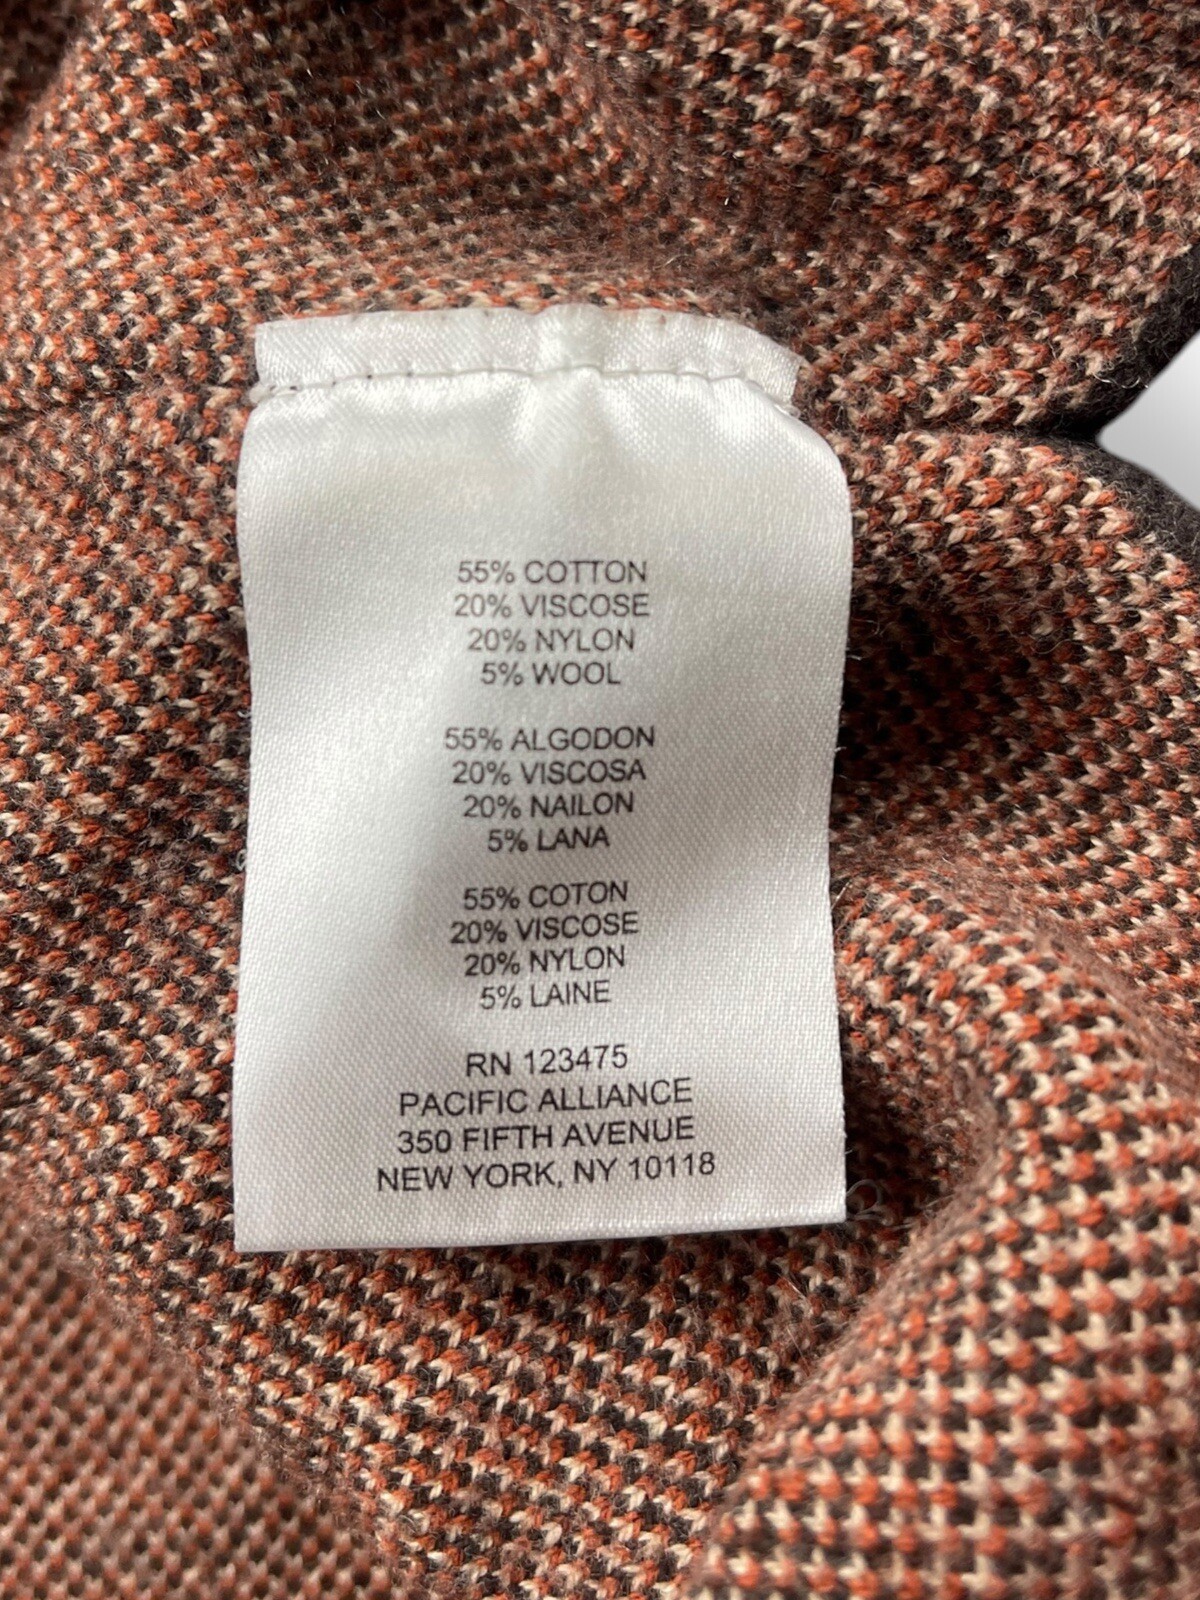 55% COTTON
20% VISCOSE
20% NYLON
5% WOOL
55% ALGODON
20% VISCOSA
20% NAILON
5% LANA
55% COTON
20% VISCOSE
20% NYLON
5% LAINE
RN 123475
PACIFIC ALLIANCE
350 FIFTH AVENUE
NEW YORK, NY 10118